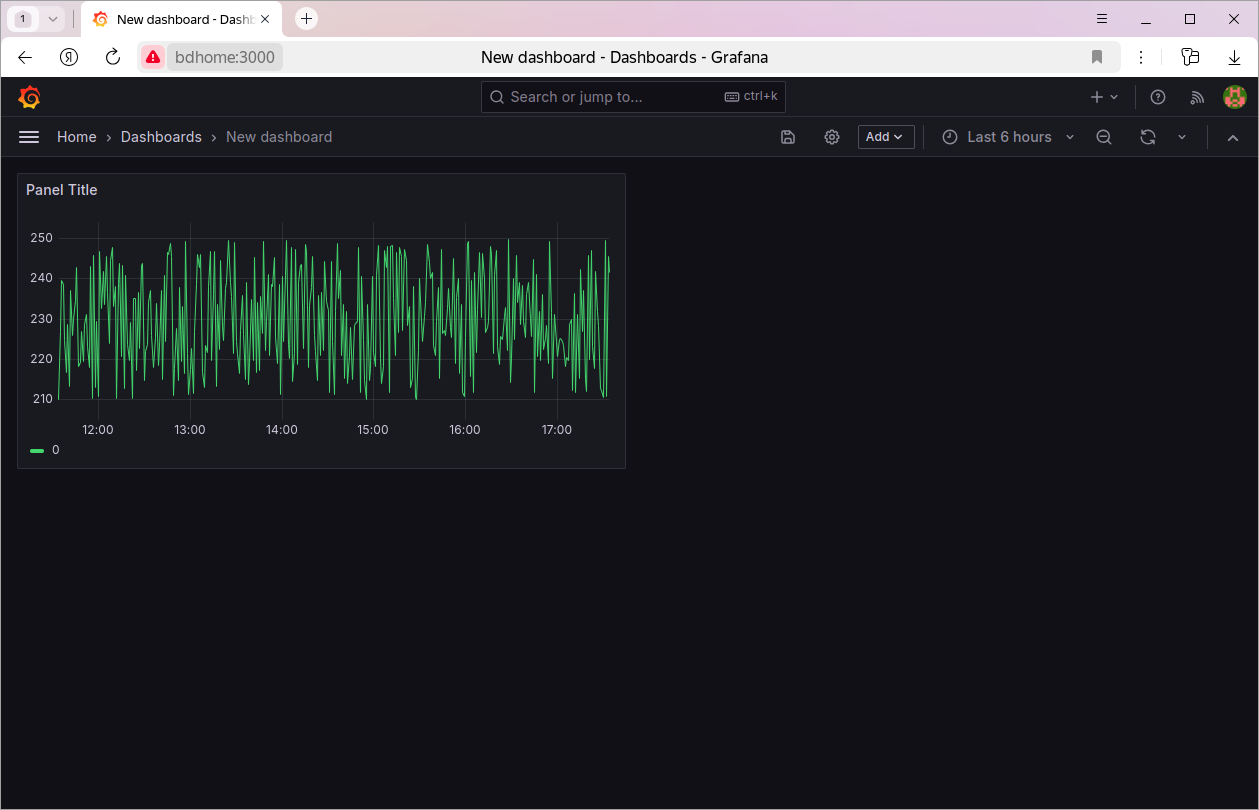 1
New dashboard - Dashb
Я
bdhome:3000
New dashboard - Dashboards - Grafana
Search or jump to...
ctrl+k
Home › Dashboards › New dashboard
Add
Last 6 hours
Panel Title
250
240
230
220
210
12:00 13:00 14:00 15:00 16:00 17:00
0